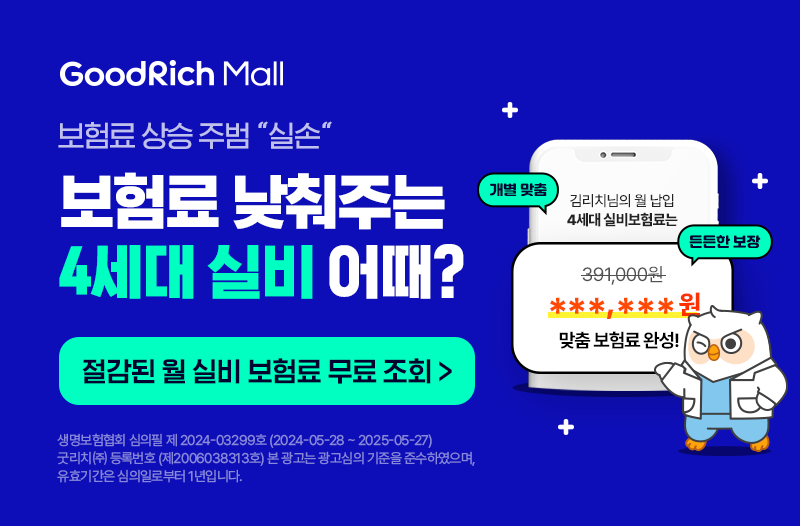 GoodRich Mall
보험료 상승 주범 “실손“
보험료 낮춰주는
4세대 실비 어때?
절감된 월 실비 보험료 무료 조회 >
생명보험협회 심의필 제 2024-03299호 (2024-05-28 ~ 2025-05-27)
굿리치㈜ 등록번호 (제2006038313호) 본 광고는 광고심의 기준을 준수하였으며,
유효기간은 심의일로부터 1년입니다.
개별 맞춤
김리치님의 월 납입
4세대 실비보험료는
든든한 보장
391,000원
***,***원
맞춤 보험료 완성!